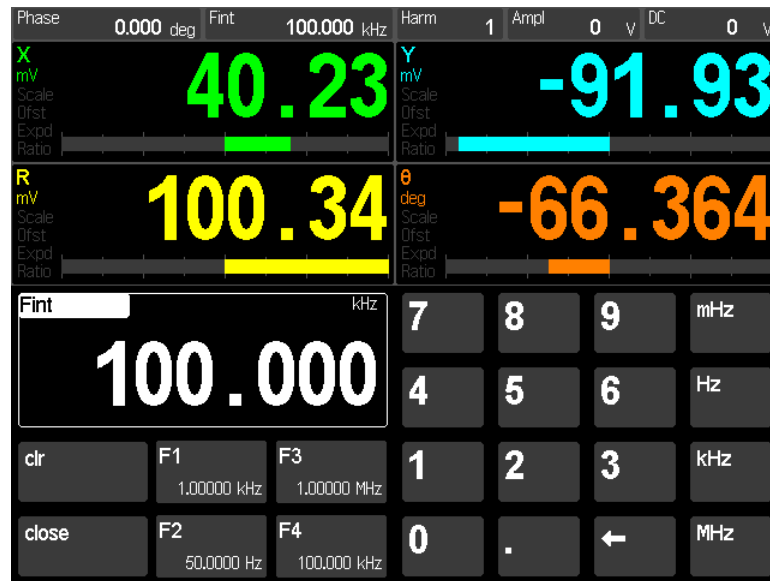 Phase 0.000 deg Fint 100.000 kHz Harm 1 Ampl 0 V DC 0 V
X
mV
Scale
Ofst
Expd
Ratio
40.23
Y
mV
Scale
Ofst
Expd
Ratio
-91.93
R
mV
Scale
Ofst
Expd
Ratio
100.34
θ
deg
Scale
Ofst
Expd
Ratio
-66.364
Fint kHz
100.000
7 8 9 mHz
4 5 6 Hz
clr F1 1.00000 kHz F3 1.00000 MHz 1 2 3 kHz
close F2 50.0000 Hz F4 100.000 kHz 0 . ← MHz